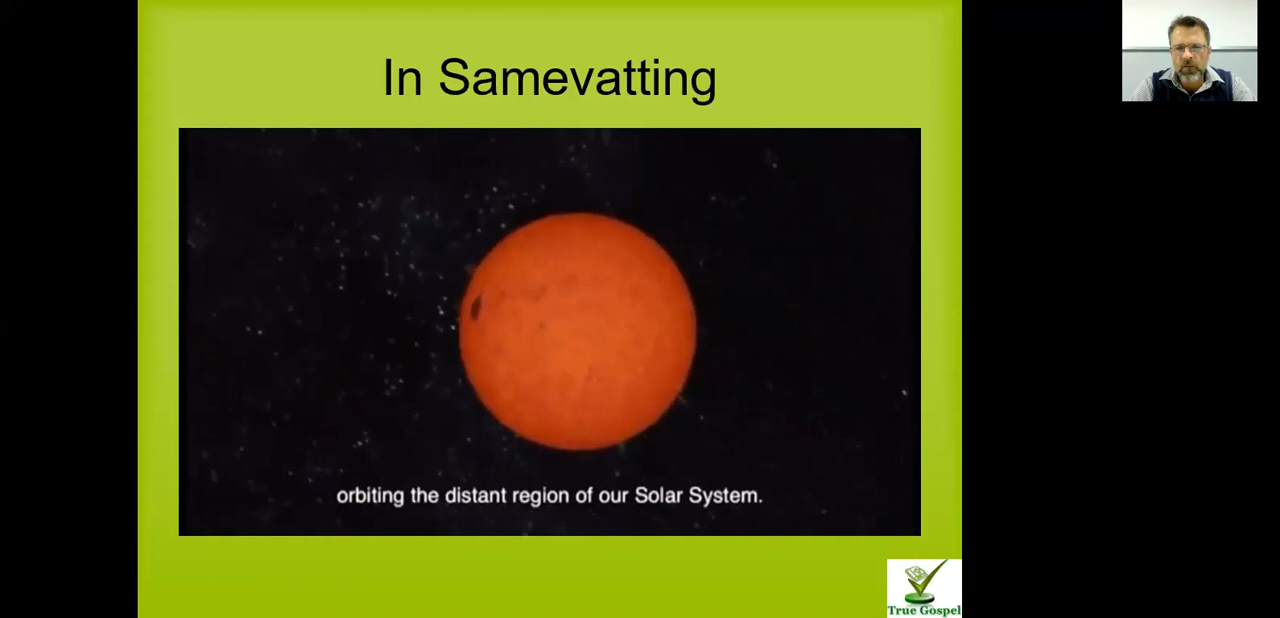 In Samevatting
orbiting the distant region of our Solar System.
True Gospel